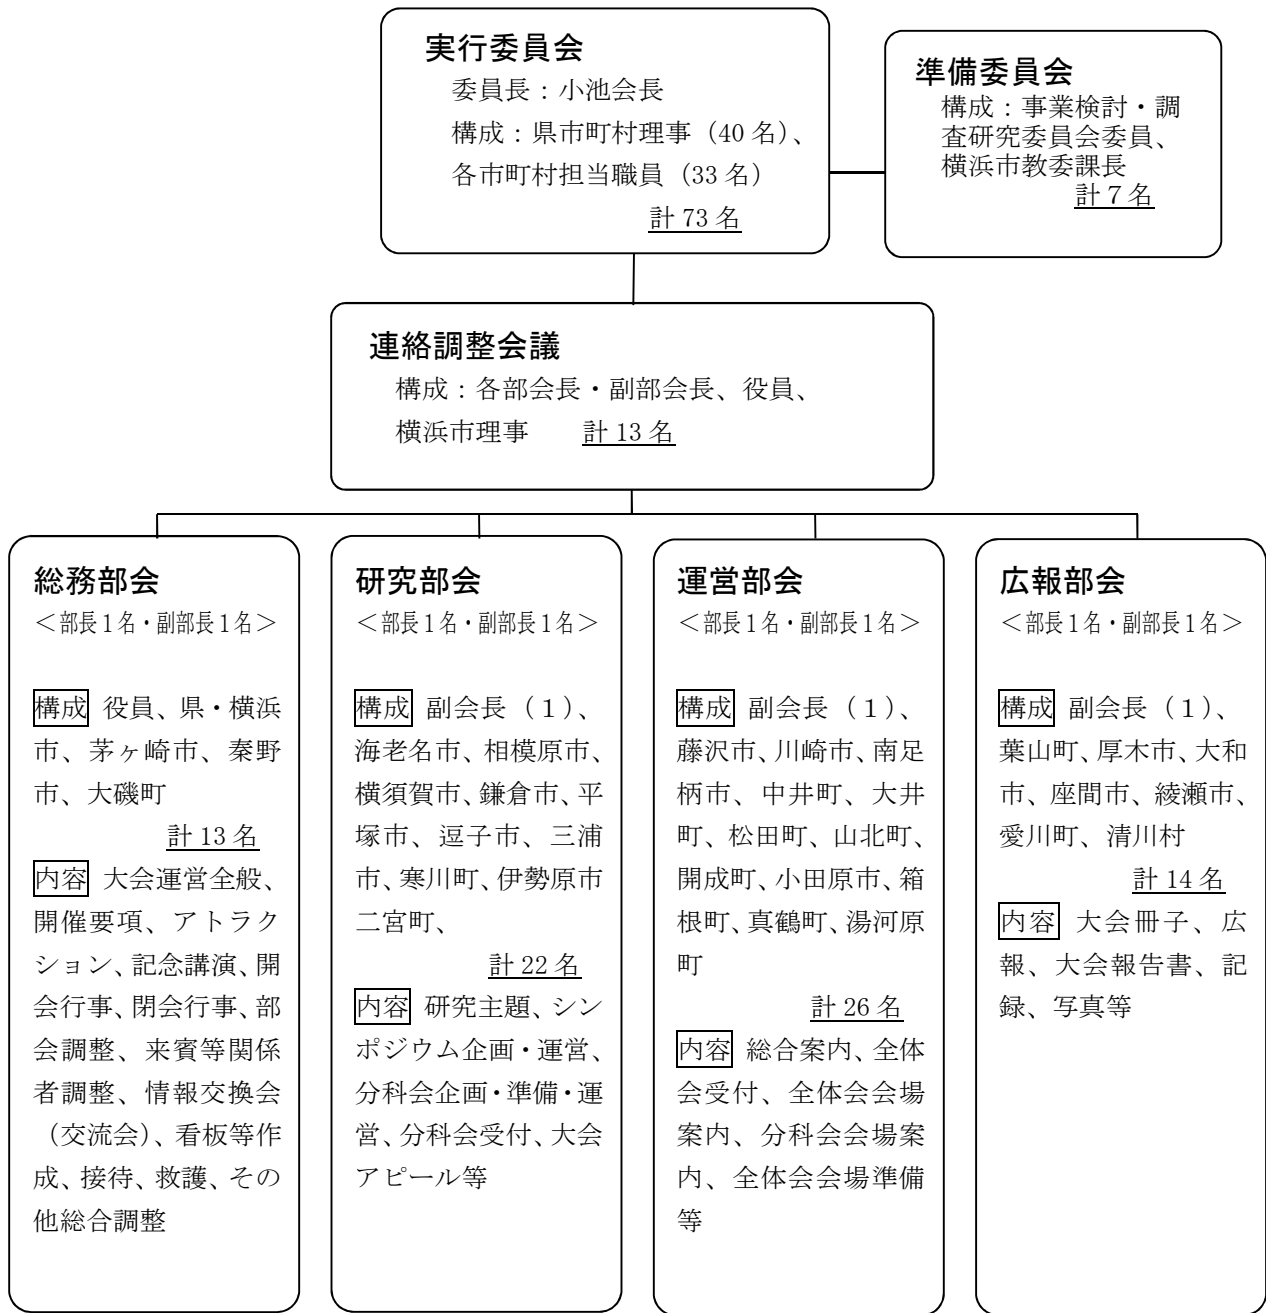 実行委員会
委員長：小池会長
構成：県市町村理事（40 名）、
各市町村担当職員（33 名）
計 73 名
準備委員会
構成：事業検討・調
査研究委員会委員、
横浜市教委課長
計７名
連絡調整会議
構成：各部会長・副部会長、役員、
横浜市理事　計 13 名
総務部会
＜部長１名・副部長１名＞
構成 役員、県・横浜
市、茅ヶ崎市、秦野
市、大磯町
計 13 名
内容 大会運営全般、
開催要項、アトラク
ション、記念講演、開
会行事、閉会行事、部
会調整、来賓等関係
者調整、情報交換会
（交流会）、看板等作
成、接待、救護、その
他総合調整
研究部会
＜部長１名・副部長１名＞
構成 副会長（１）、
海老名市、相模原市、
横須賀市、鎌倉市、平
塚市、逗子市、三浦
市、寒川町、伊勢原市
二宮町、
計 22 名
内容 研究主題、シン
ポジウム企画・運営、
分科会企画・準備・運
営、分科会受付、大会
アピール等
運営部会
＜部長１名・副部長１名＞
構成 副会長（１）、
藤沢市、川崎市、南足
柄市、中井町、大井
町、松田町、山北町、
開成町、小田原市、箱
根町、真鶴町、湯河原
町
計 26 名
内容 総合案内、全体
会受付、全体会会場
案内、分科会会場案
内、全体会会場準備
等
広報部会
＜部長１名・副部長１名＞
構成 副会長（１）、
葉山町、厚木市、大和
市、座間市、綾瀬市、
愛川町、清川村
計 14 名
内容 大会冊子、広
報、大会報告書、記
録、写真等